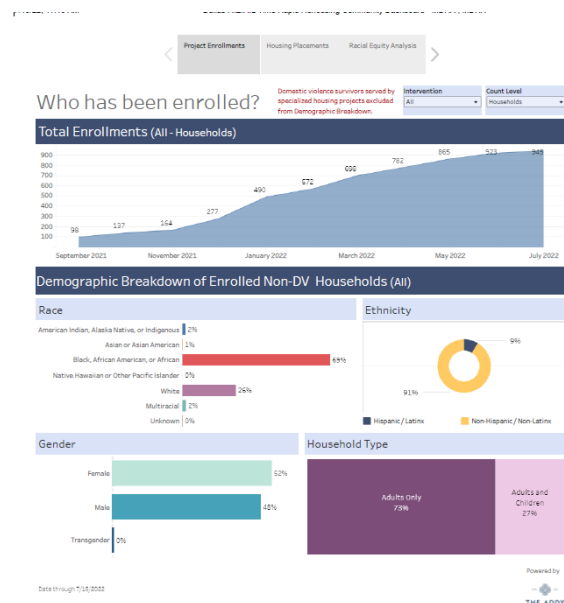 Project Enrollments
Housing Placements
Racial Equity Analysis
Who has been enrolled?
Domestic violence survivors served by
specialized housing projects excluded
from Demographic Breakdown.
Intervention
All
Count Level
Households
Total Enrollments (All - Households)
900
800
700
600
500
400
300
200
100
98
137
164
277
490
672
698
782
865
923
948
September 2021
November 2021
January 2022
March 2022
May 2022
July 2022
Demographic Breakdown of Enrolled Non-DV Households (All)
Race
American Indian, Alaska Native, or Indigenous 2%
Asian or Asian American 1%
Black, African American, or African 69%
Native Hawaiian or Other Pacific Islander 0%
White 26%
Multiracial 2%
Unknown 0%
Ethnicity
9%
91%
Hispanic / Latinx
Non-Hispanic / Non-Latinx
Gender
Female 52%
Male 48%
Transgender 0%
Household Type
Adults Only
73%
Adults and
Children
27%
Powered by
Data through 7/15/2022